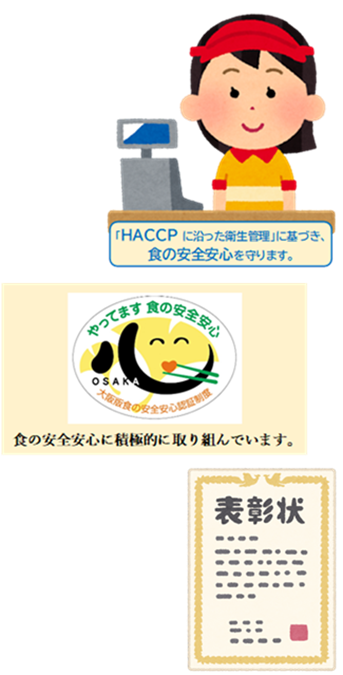 「HACCP に沿った衛生管理」に基づき、
食の安全安心を守ります。
やってます 食の安全安心
OSAKA
大阪版食の安全安心認証制度
食の安全安心に積極的に取り組んでいます。
表彰状